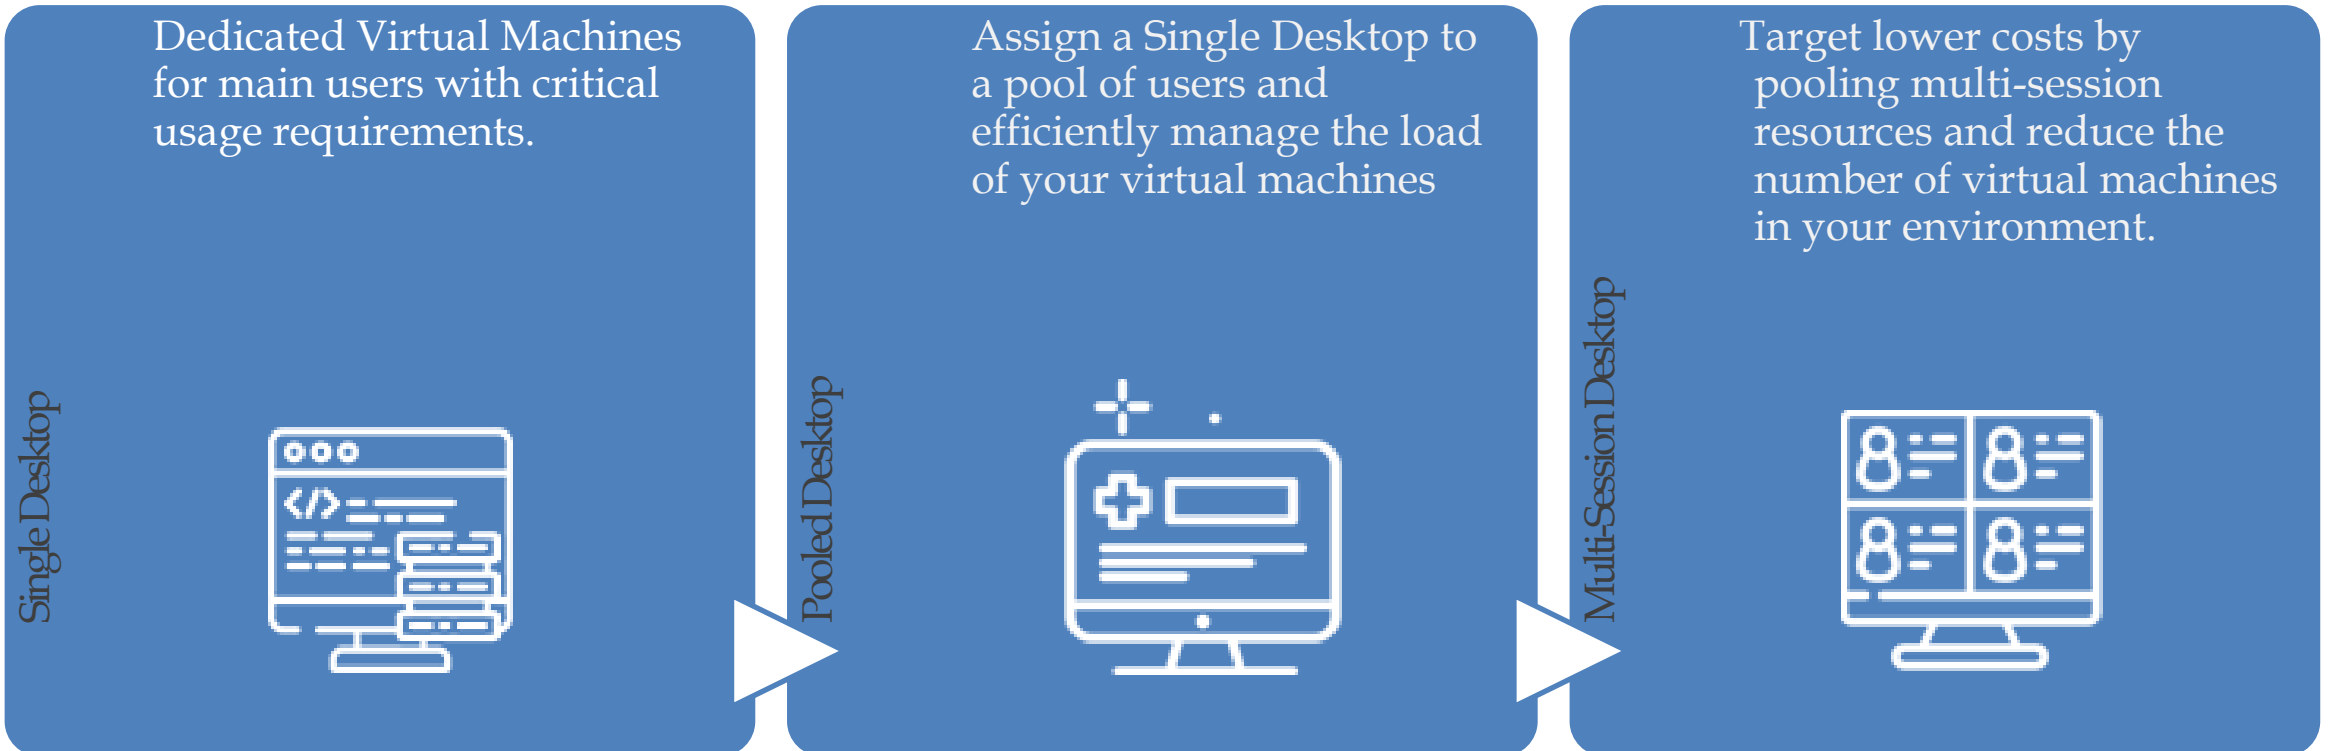 Dedicated Virtual Machines
for main users with critical
usage requirements.
Single Desktop
Assign a Single Desktop to
a pool of users and
efficiently manage the load
of your virtual machines
Pooled Desktop
Target lower costs by
pooling multi-session
resources and reduce the
number of virtual machines
in your environment.
Multi-Session Desktop